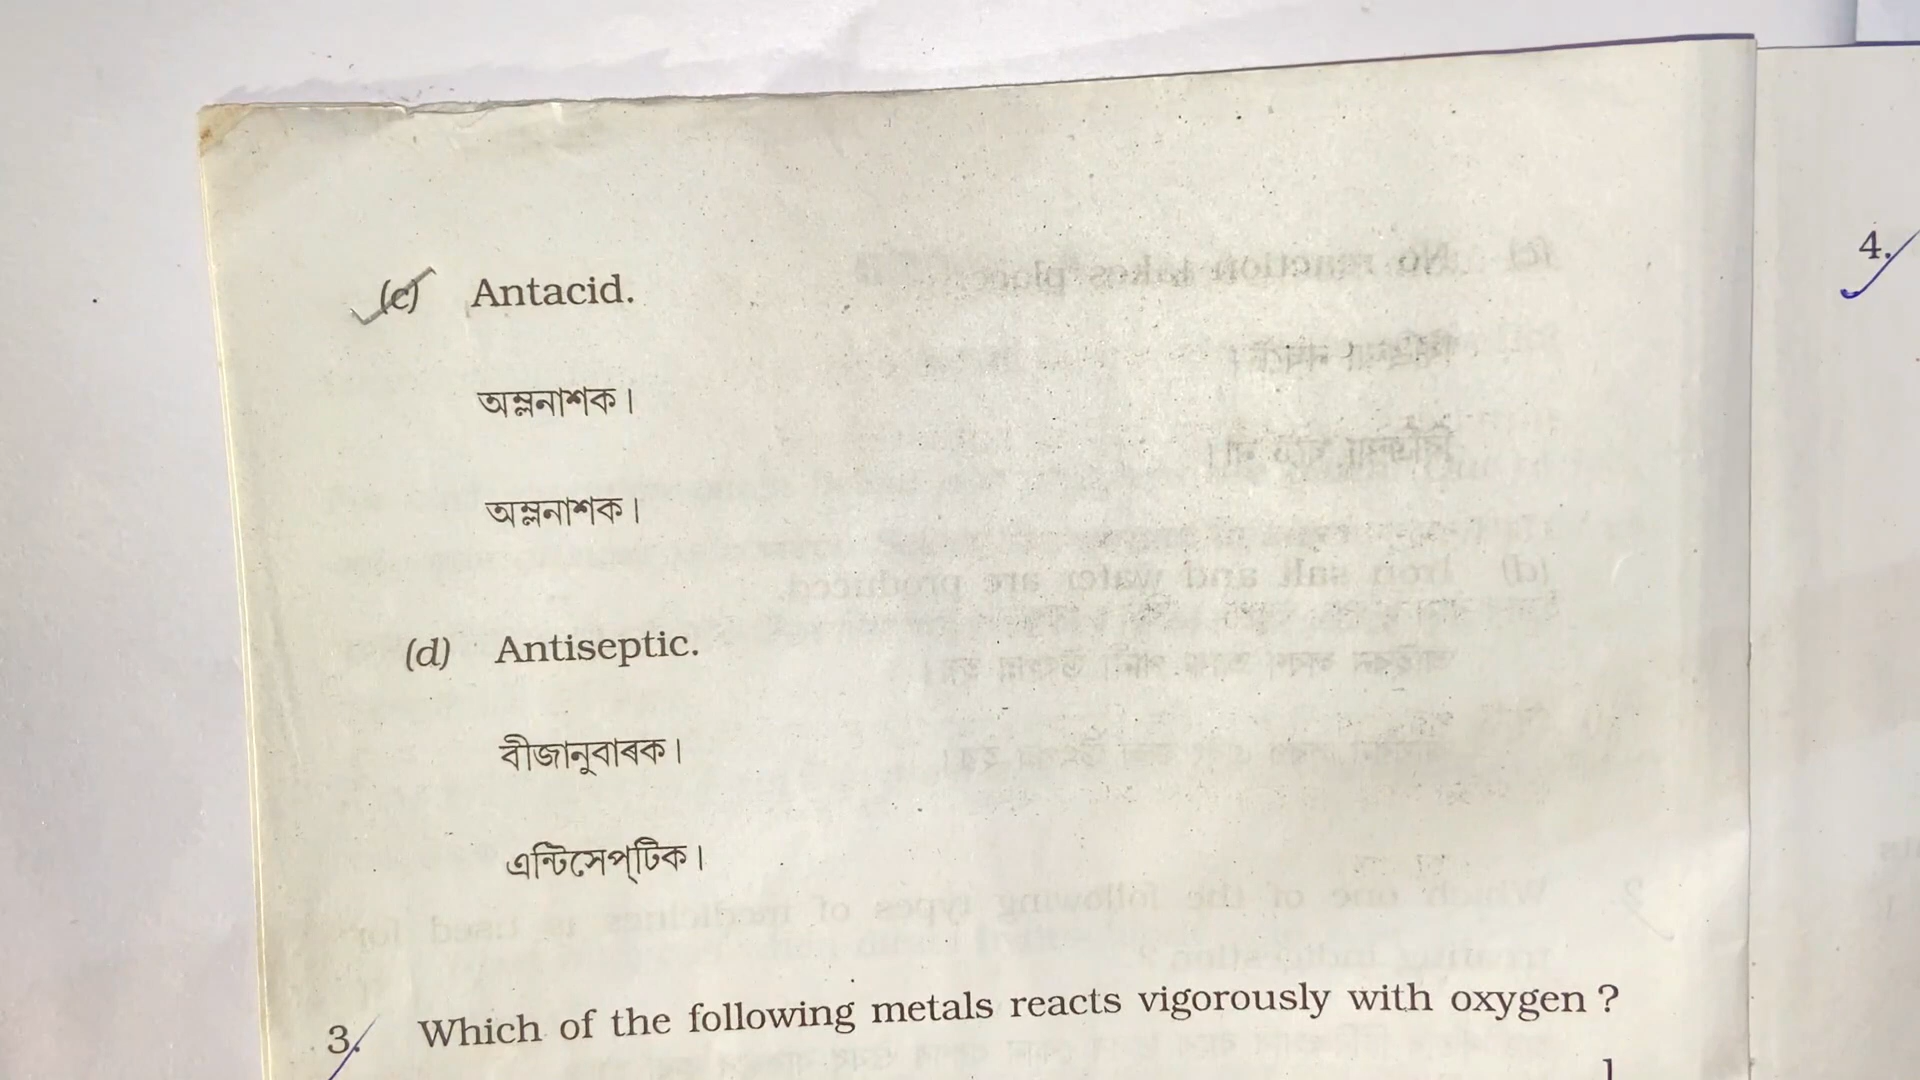 (c) Antacid.
অম্লনাশক।
অম্লনাশক।
(d) Antiseptic.
বীজানুবাৰক।
এন্টিসেপ্টিক।
3. Which of the following metals reacts vigorously with oxygen ?
1
4.